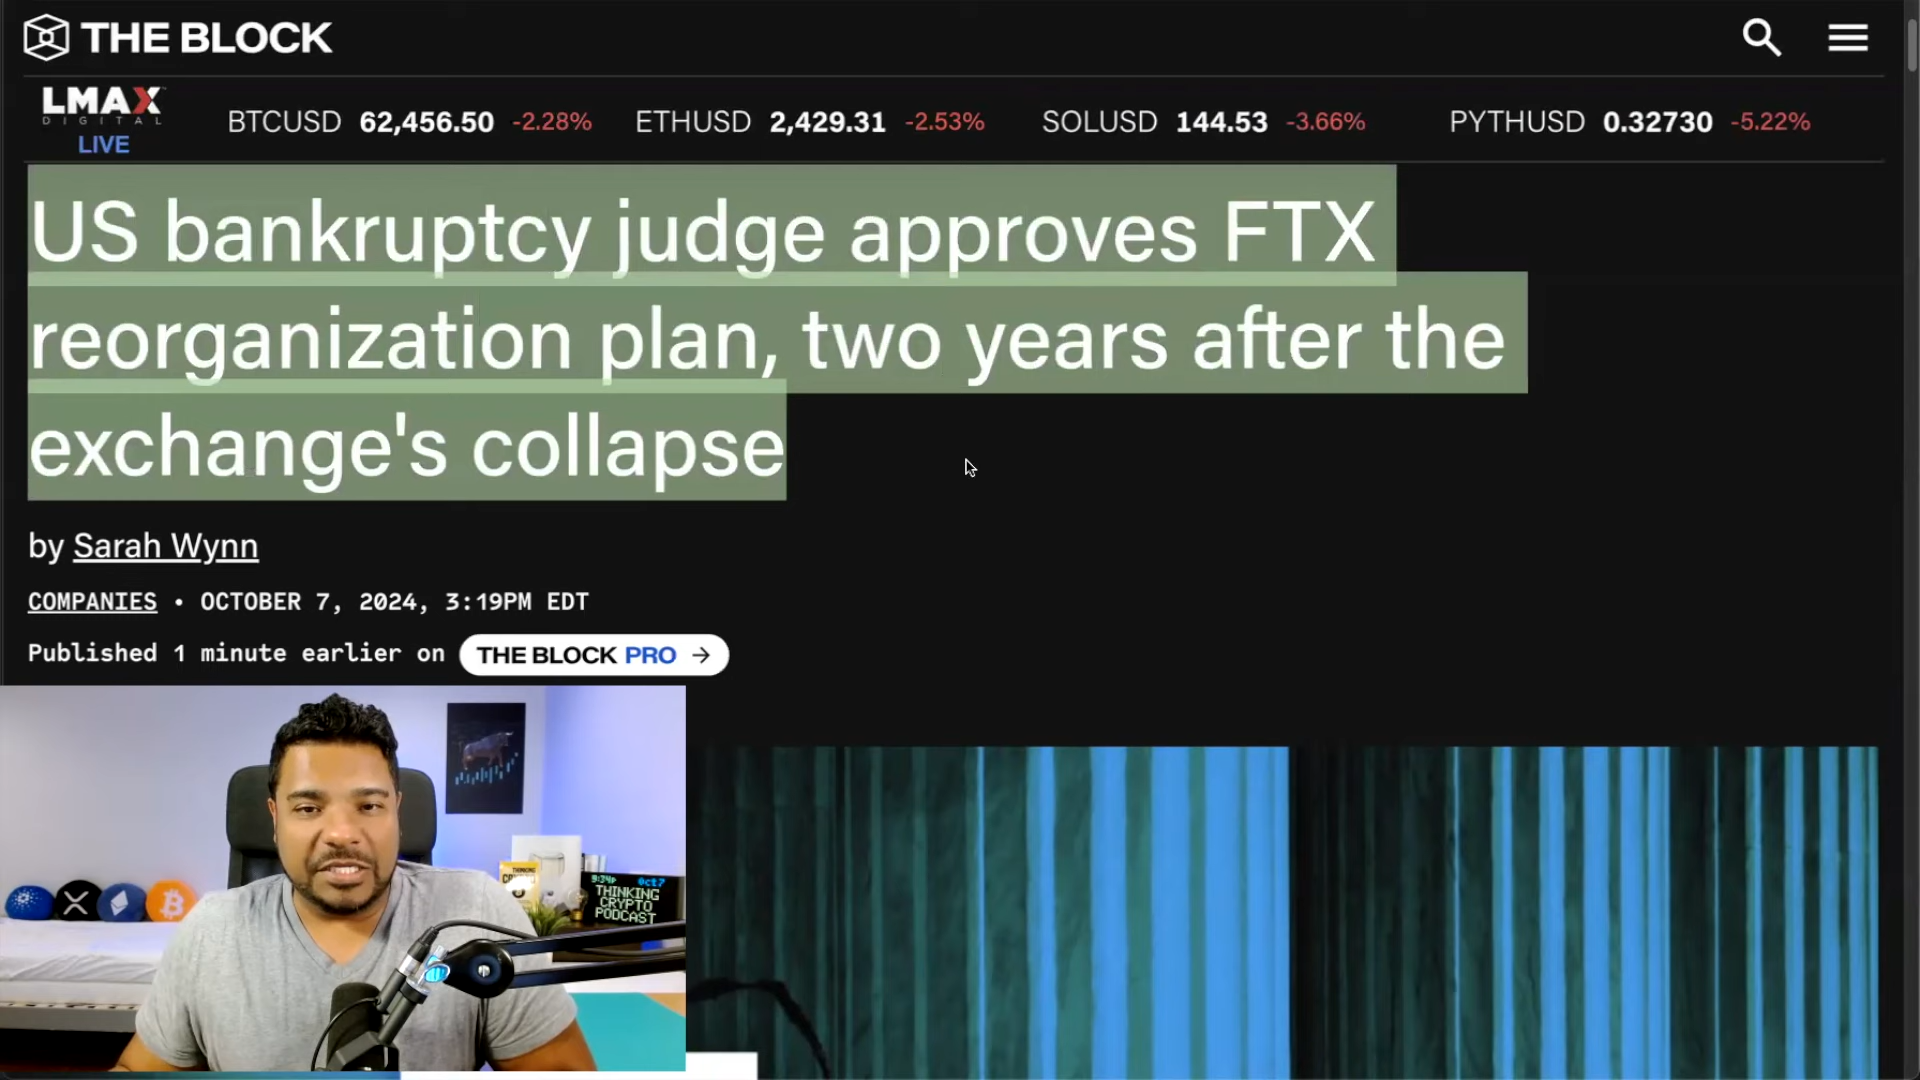 THE BLOCK
LMAX
DIGITAL
LIVE
BTCUSD 62,456.50 -2.28% ETHUSD 2,429.31 -2.53% SOLUSD 144.53 -3.66% PYTHUSD 0.32730 -5.22%
US bankruptcy judge approves FTX
reorganization plan, two years after the
exchange's collapse
by Sarah Wynn
COMPANIES • OCTOBER 7, 2024, 3:19PM EDT
Published 1 minute earlier on THE BLOCK PRO →
9:34P Oct7
THINKING
CRYPTO
PODCAST